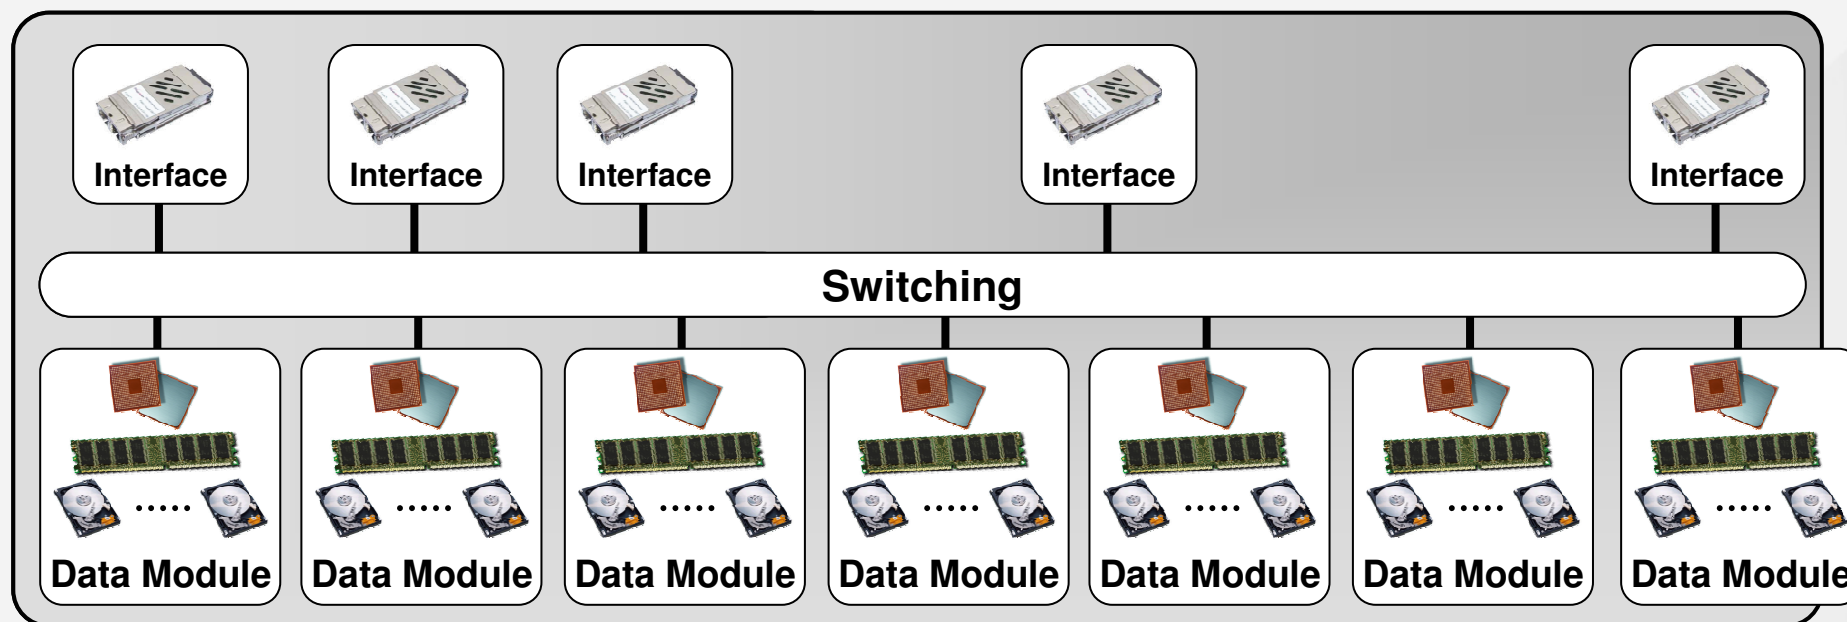 Interface
Interface
Interface
Interface
Interface
Switching
Data Module
Data Module
Data Module
Data Module
Data Module
Data Module
Data Module